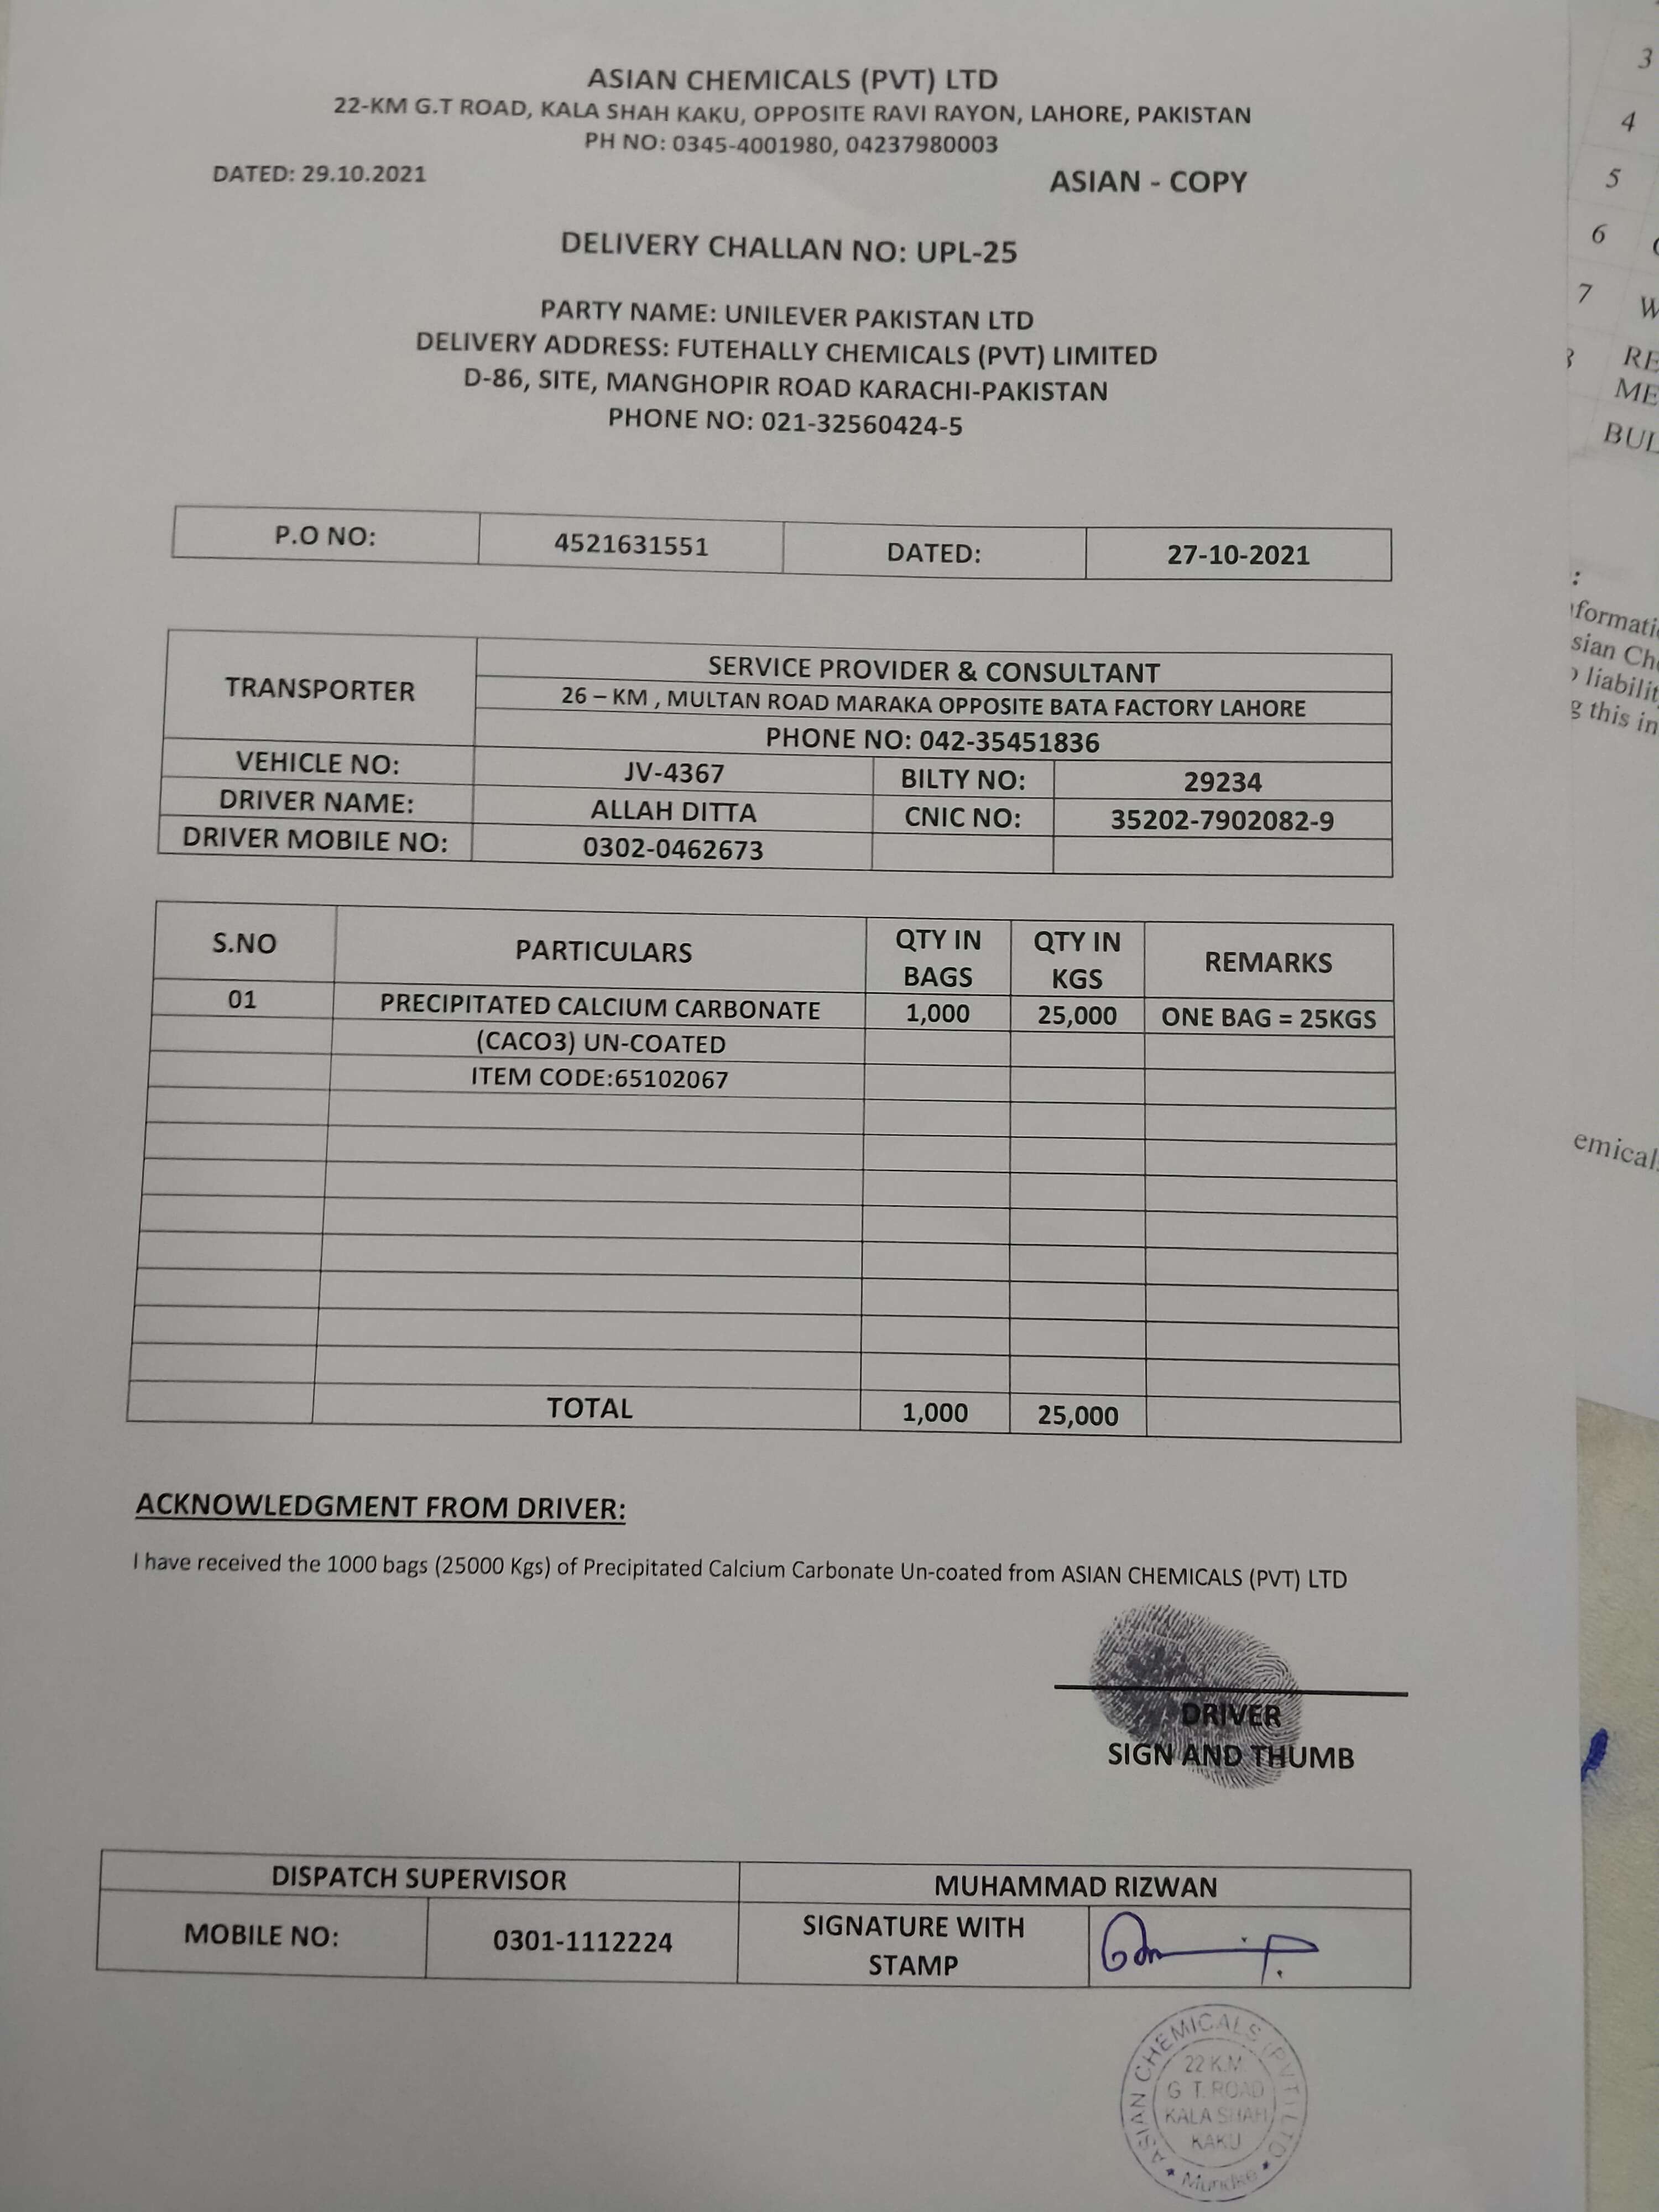 ASIAN CHEMICALS (PVT) LTD
22-KM G.T ROAD, KALA SHAH KAKU, OPPOSITE RAVI RAYON, LAHORE, PAKISTAN
PH NO: 0345-4001980, 04237980003
DATED: 29.10.2021 ASIAN - COPY
DELIVERY CHALLAN NO: UPL-25
PARTY NAME: UNILEVER PAKISTAN LTD
DELIVERY ADDRESS: FUTEHALLY CHEMICALS (PVT) LIMITED
D-86, SITE, MANGHOPIR ROAD KARACHI-PAKISTAN
PHONE NO: 021-32560424-5
P.O NO: 4521631551 DATED: 27-10-2021
TRANSPORTER
SERVICE PROVIDER & CONSULTANT
26 – KM , MULTAN ROAD MARAKA OPPOSITE BATA FACTORY LAHORE
PHONE NO: 042-35451836
VEHICLE NO: JV-4367 BILTY NO: 29234
DRIVER NAME: ALLAH DITTA CNIC NO: 35202-7902082-9
DRIVER MOBILE NO: 0302-0462673
S.NO PARTICULARS QTY IN BAGS QTY IN KGS REMARKS
01 PRECIPITATED CALCIUM CARBONATE 1,000 25,000 ONE BAG = 25KGS
(CACO3) UN-COATED
ITEM CODE:65102067
TOTAL 1,000 25,000
ACKNOWLEDGMENT FROM DRIVER:
I have received the 1000 bags (25000 Kgs) of Precipitated Calcium Carbonate Un-coated from ASIAN CHEMICALS (PVT) LTD
DRIVER
SIGN AND THUMB
DISPATCH SUPERVISOR MUHAMMAD RIZWAN
MOBILE NO: 0301-1112224 SIGNATURE WITH STAMP
ASIAN CHEMICALS (PVT) LTD
22 K.M.
G T. ROAD
KALA SHAH
KAKU
3
4
5
6
7 W
RE
ME
BUL
:
formati
sian Ch
liabilit
g this in
emical